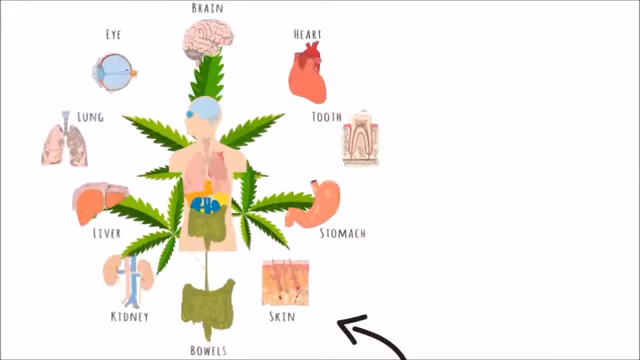 BRAIN
EYE
HEART
LUNG
TOOTH
LIVER
STOMACH
KIDNEY
SKIN
BOWELS